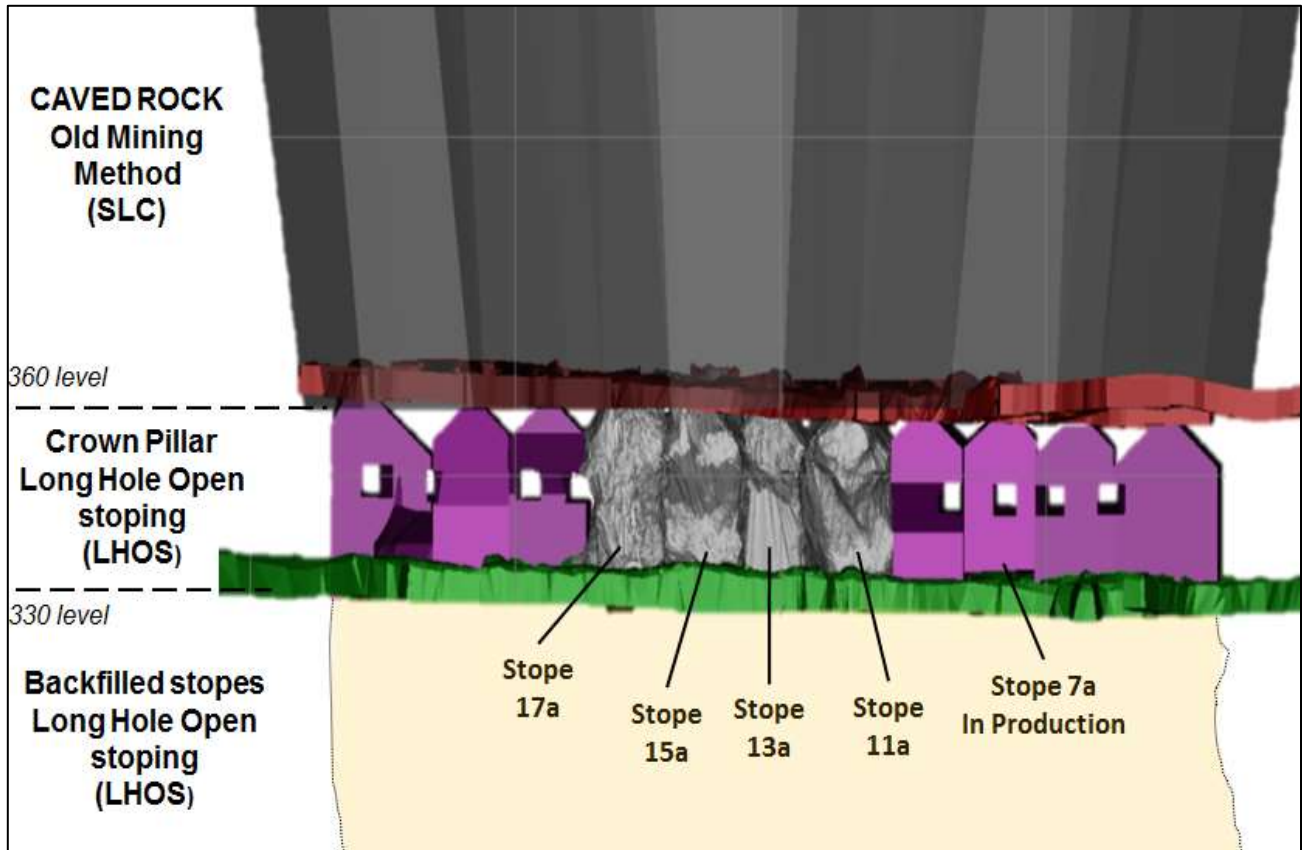 CAVED ROCK
Old Mining
Method
(SLC)
360 level
Crown Pillar
Long Hole Open
stoping
(LHOS)
330 level
Backfilled stopes
Long Hole Open
stoping
(LHOS)
Stope
17a
Stope
15a
Stope
13a
Stope
11a
Stope 7a
In Production